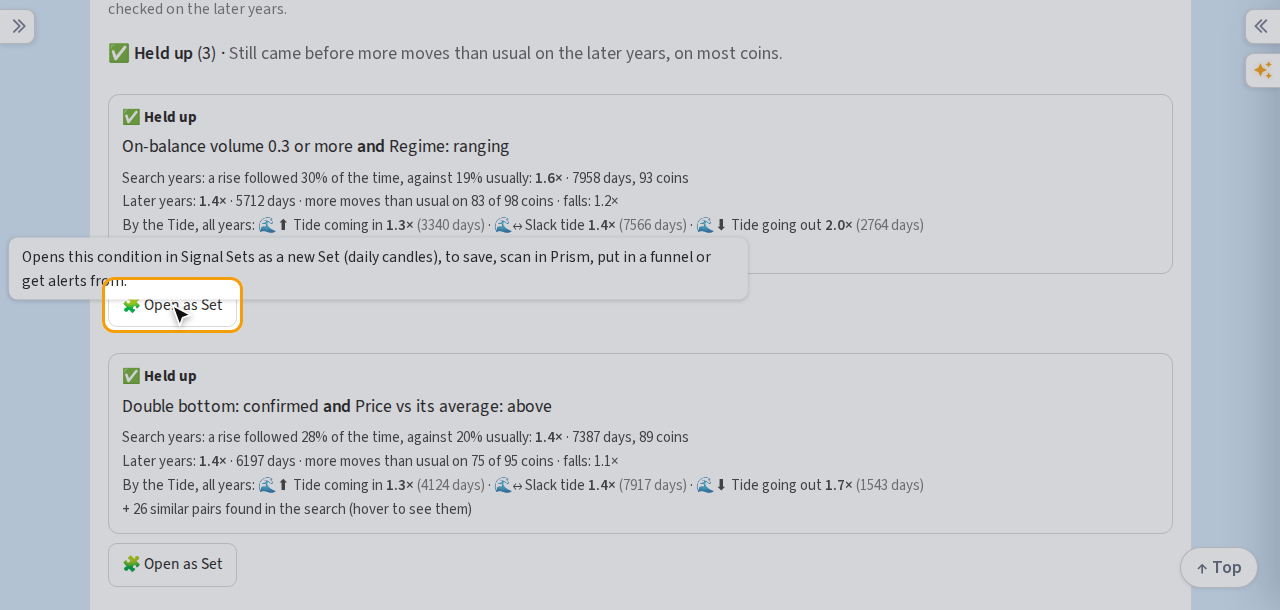 checked on the later years.
✅ Held up (3) · Still came before more moves than usual on the later years, on most coins.
✅ Held up
On-balance volume 0.3 or more and Regime: ranging
Search years: a rise followed 30% of the time, against 19% usually: 1.6× · 7958 days, 93 coins
Later years: 1.4× · 5712 days · more moves than usual on 83 of 98 coins · falls: 1.2×
By the Tide, all years: 🌊⬆ Tide coming in 1.3× (3340 days) · 🌊↔ Slack tide 1.4× (7566 days) · 🌊⬇ Tide going out 2.0× (2764 days)
Opens this condition in Signal Sets as a new Set (daily candles), to save, scan in Prism, put in a funnel or
get alerts from.
🧩 Open as Set
✅ Held up
Double bottom: confirmed and Price vs its average: above
Search years: a rise followed 28% of the time, against 20% usually: 1.4× · 7387 days, 89 coins
Later years: 1.4× · 6197 days · more moves than usual on 75 of 95 coins · falls: 1.1×
By the Tide, all years: 🌊⬆ Tide coming in 1.3× (4124 days) · 🌊↔ Slack tide 1.4× (7917 days) · 🌊⬇ Tide going out 1.7× (1543 days)
+ 26 similar pairs found in the search (hover to see them)
🧩 Open as Set
↑ Top